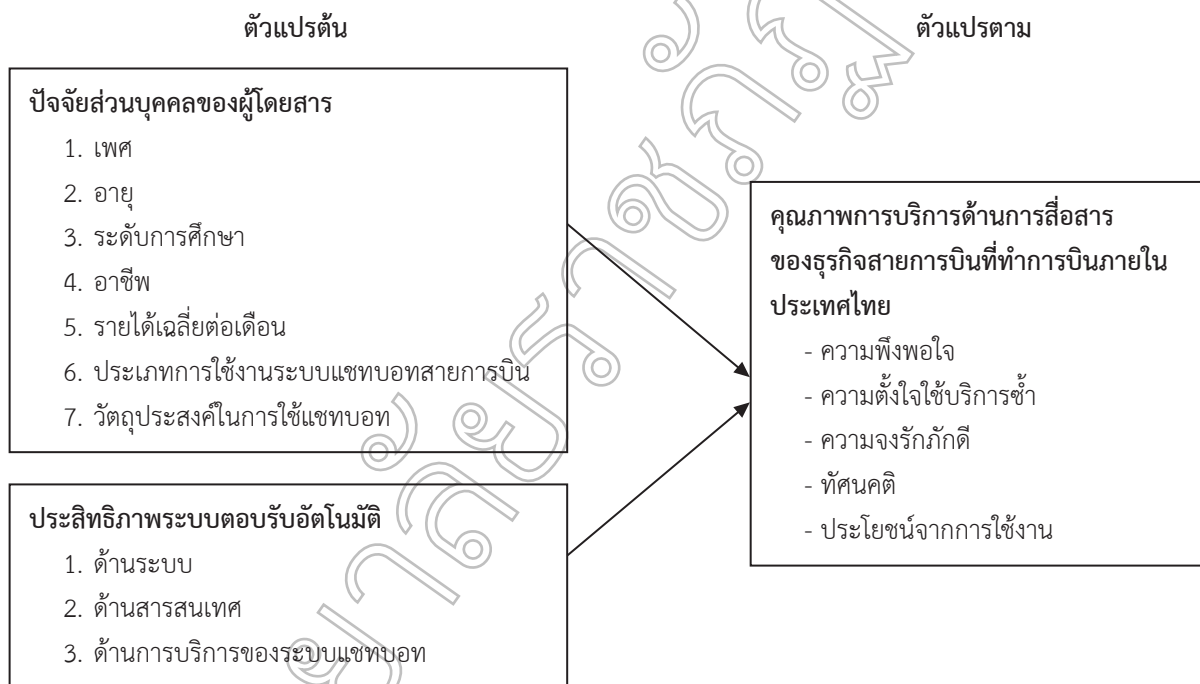 ตัวแปรต้น
ตัวแปรตาม
ปัจจัยส่วนบุคคลของผู้โดยสาร
1. เพศ
2. อายุ
3. ระดับการศึกษา
4. อาชีพ
5. รายได้เฉลี่ยต่อเดือน
6. ประเภทการใช้งานระบบแชทบอทสายการบิน
7. วัตถุประสงค์ในการใช้แชทบอท
ประสิทธิภาพระบบตอบรับอัตโนมัติ
1. ด้านระบบ
2. ด้านสารสนเทศ
3. ด้านการบริการของระบบแชทบอท
คุณภาพการบริการด้านการสื่อสาร
ของธุรกิจสายการบินที่ทำการบินภายใน
ประเทศไทย
- ความพึงพอใจ
- ความตั้งใจใช้บริการซ้ำ
- ความจงรักภักดี
- ทัศนคติ
- ประโยชน์จากการใช้งาน